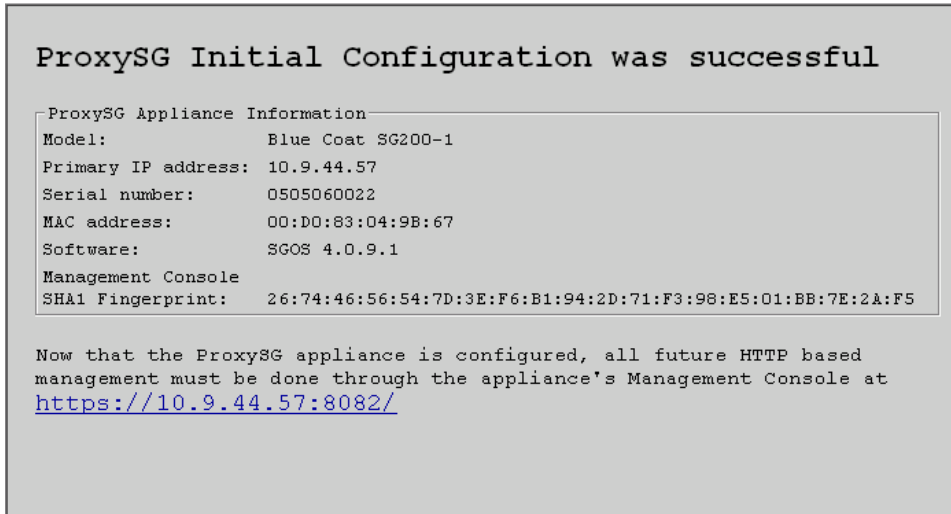 ProxySG Initial Configuration was successful
ProxySG Appliance Information
Model: Blue Coat SG200-1
Primary IP address: 10.9.44.57
Serial number: 0505060022
MAC address: 00:D0:83:04:9B:67
Software: SGOS 4.0.9.1
Management Console
SHA1 Fingerprint: 26:74:46:56:54:7D:3E:F6:B1:94:2D:71:F3:98:E5:01:BB:7E:2A:F5
Now that the ProxySG appliance is configured, all future HTTP based
management must be done through the appliance's Management Console at
https://10.9.44.57:8082/